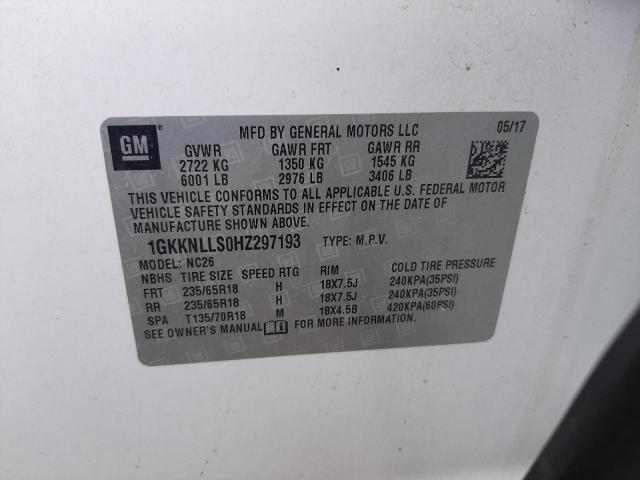 GM
MFD BY GENERAL MOTORS LLC 05/17
GVWR GAWR FRT GAWR RR
2722 KG 1350 KG 1545 KG
6001 LB 2976 LB 3406 LB
THIS VEHICLE CONFORMS TO ALL APPLICABLE U.S. FEDERAL MOTOR
VEHICLE SAFETY STANDARDS IN EFFECT ON THE DATE OF
MANUFACTURE SHOWN ABOVE.
1GKKNLLS0HZ297193 TYPE: M.P.V.
MODEL: NC26
NBHS TIRE SIZE SPEED RTG RIM COLD TIRE PRESSURE
FRT 235/65R18 H 18X7.5J 240KPA(35PSI)
RR 235/65R18 H 18X7.5J 240KPA(35PSI)
SPA T135/70R18 M 18X4.5B 420KPA(60PSI)
SEE OWNER'S MANUAL FOR MORE INFORMATION.